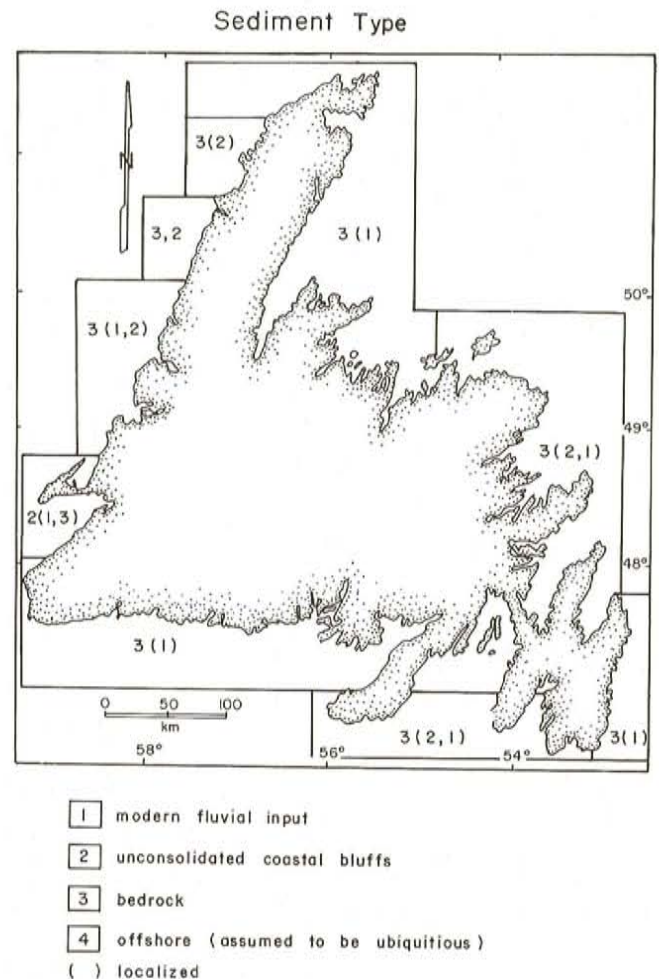 Sediment Type
N
3(2)
3,2
3(1)
50°
3(1,2)
49°
3(2,1)
2(1,3)
48°
3(1)
0 50 100
km
3(2,1)
3(1)
58° 56° 54°
1 modern fluvial input
2 unconsolidated coastal bluffs
3 bedrock
4 offshore (assumed to be ubiquitious)
( ) localized